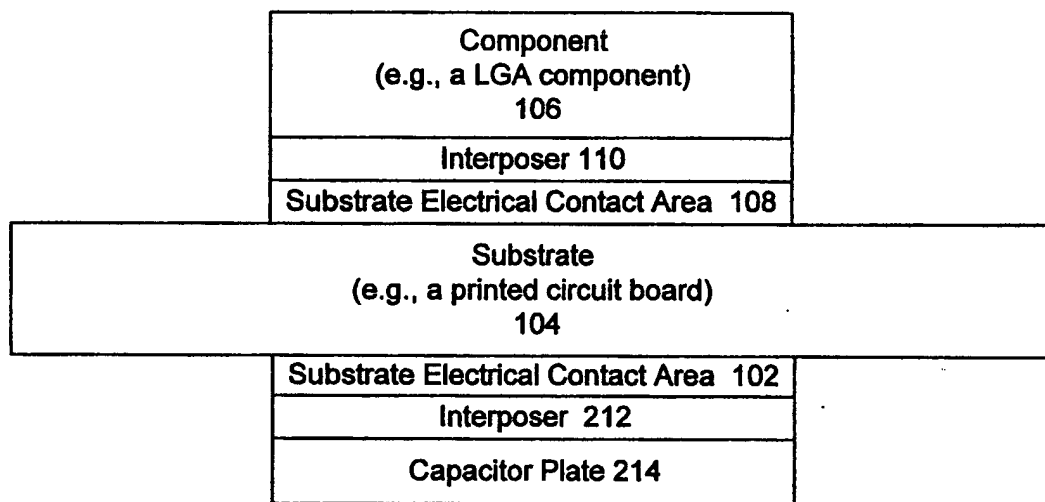 Component
(e.g., a LGA component)
106
Interposer 110
Substrate Electrical Contact Area 108
Substrate
(e.g., a printed circuit board)
104
Substrate Electrical Contact Area 102
Interposer 212
Capacitor Plate 214